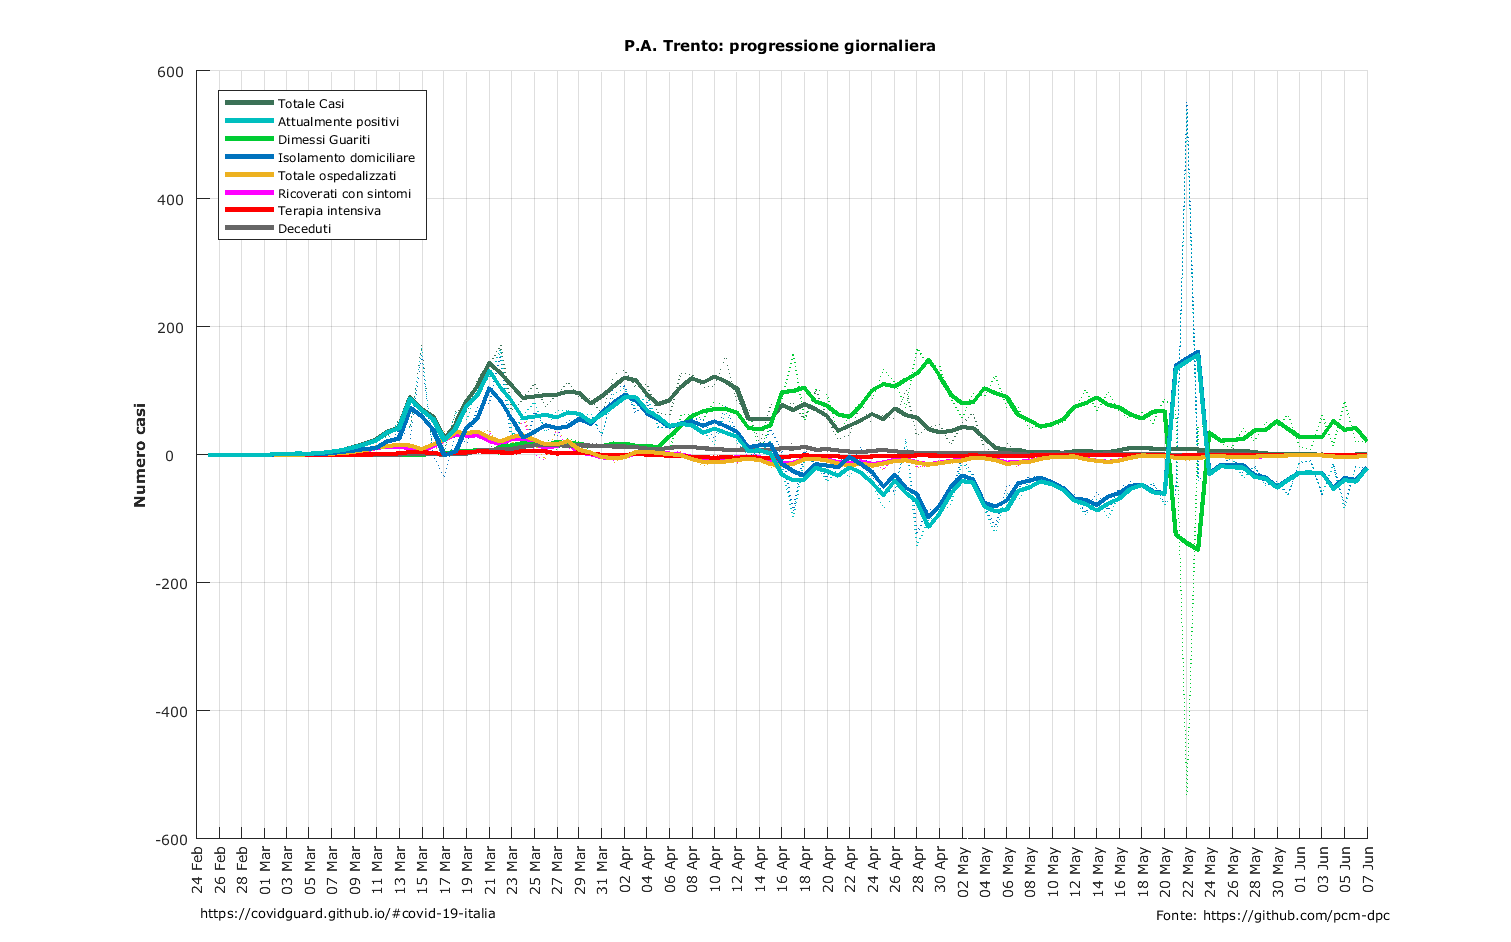 P.A. Trento: progressione giornaliera
600
400
200
0
-200
-400
-600
Numero casi
Totale Casi
Attualmente positivi
Dimessi Guariti
Isolamento domiciliare
Totale ospedalizzati
Ricoverati con sintomi
Terapia intensiva
Deceduti
24 Feb
26 Feb
28 Feb
01 Mar
03 Mar
05 Mar
07 Mar
09 Mar
11 Mar
13 Mar
15 Mar
17 Mar
19 Mar
21 Mar
23 Mar
25 Mar
27 Mar
29 Mar
31 Mar
02 Apr
04 Apr
06 Apr
08 Apr
10 Apr
12 Apr
14 Apr
16 Apr
18 Apr
20 Apr
22 Apr
24 Apr
26 Apr
28 Apr
30 Apr
02 May
04 May
06 May
08 May
10 May
12 May
14 May
16 May
18 May
20 May
22 May
24 May
26 May
28 May
30 May
01 Jun
03 Jun
05 Jun
07 Jun
https://covidguard.github.io/#covid-19-italia
Fonte: https://github.com/pcm-dpc